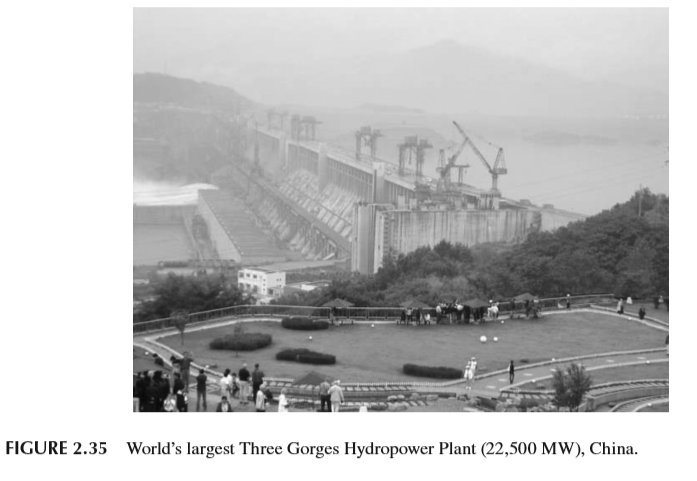 FIGURE 2.35 World's largest Three Gorges Hydropower Plant (22,500 MW), China.